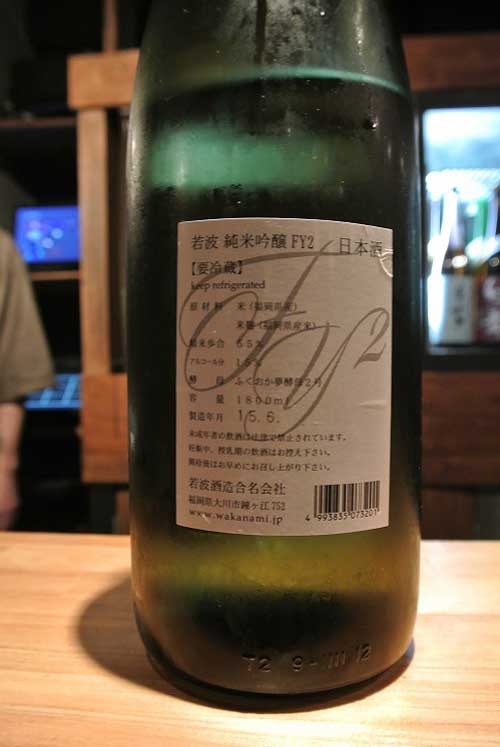 若波 純米吟醸 FY2 日本酒
【要冷蔵】
keep refrigerated
原材料 米（福岡県産）
米麹（福岡県産米）
精米歩合 55%
アルコール分 15%
酵母 ふくおか夢酵母2号
容量 1800ml
製造年月 15.6.
未成年者の飲酒は法律で禁止されています。
妊娠中、授乳期の飲酒はお控え下さい。
開栓後はお早めにお召し上がり下さい。
若波酒造合名会社
福岡県大川市鐘ヶ江752
www.wakanami.jp
4 993835 073201
FY2